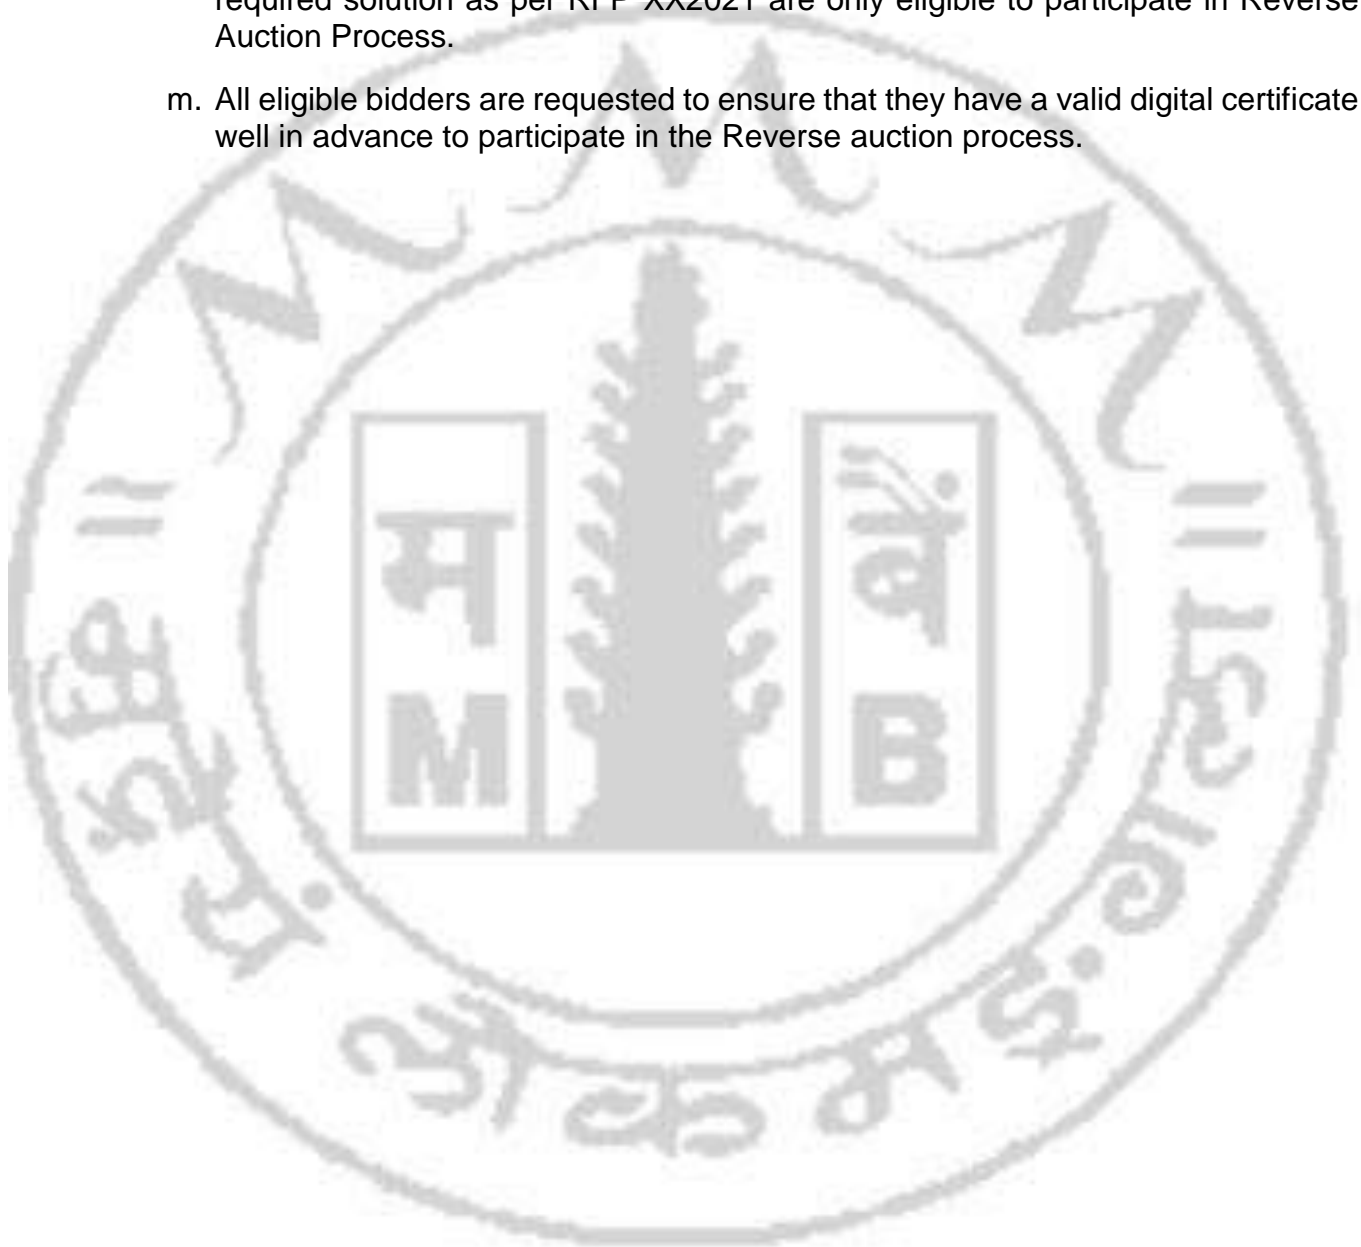 required solution as per RFP XX2021 are only eligible to participate in Reverse
Auction Process.
m. All eligible bidders are requested to ensure that they have a valid digital certificate
well in advance to participate in the Reverse auction process.
म बैं
M B